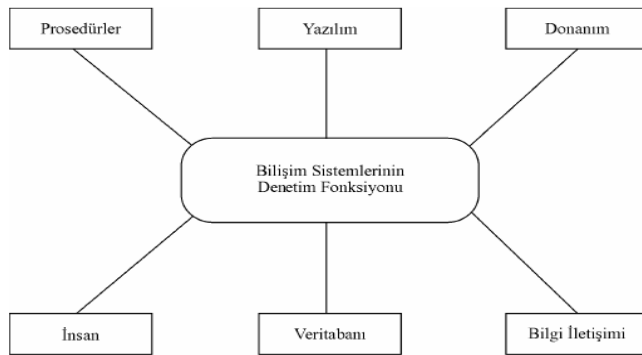 Prosedürler
Yazılım
Donanım
Bilişim Sistemlerinin
Denetim Fonksiyonu
İnsan
Veritabanı
Bilgi İletişimi